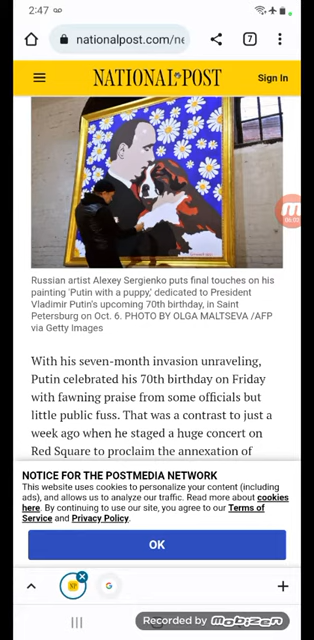 2:47
nationalpost.com/ne
7
NATIONAL POST
Sign In
Russian artist Alexey Sergienko puts final touches on his
painting 'Putin with a puppy,' dedicated to President
Vladimir Putin's upcoming 70th birthday, in Saint
Petersburg on Oct. 6. PHOTO BY OLGA MALTSEVA /AFP
via Getty Images
With his seven-month invasion unraveling,
Putin celebrated his 70th birthday on Friday
with fawning praise from some officials but
little public fuss. That was a contrast to just a
week ago when he staged a huge concert on
Red Square to proclaim the annexation of
NOTICE FOR THE POSTMEDIA NETWORK
This website uses cookies to personalize your content (including
ads), and allows us to analyze our traffic. Read more about cookies
here. By continuing to use our site, you agree to our Terms of
Service and Privacy Policy.
OK
NP
G
Recorded by mobizen